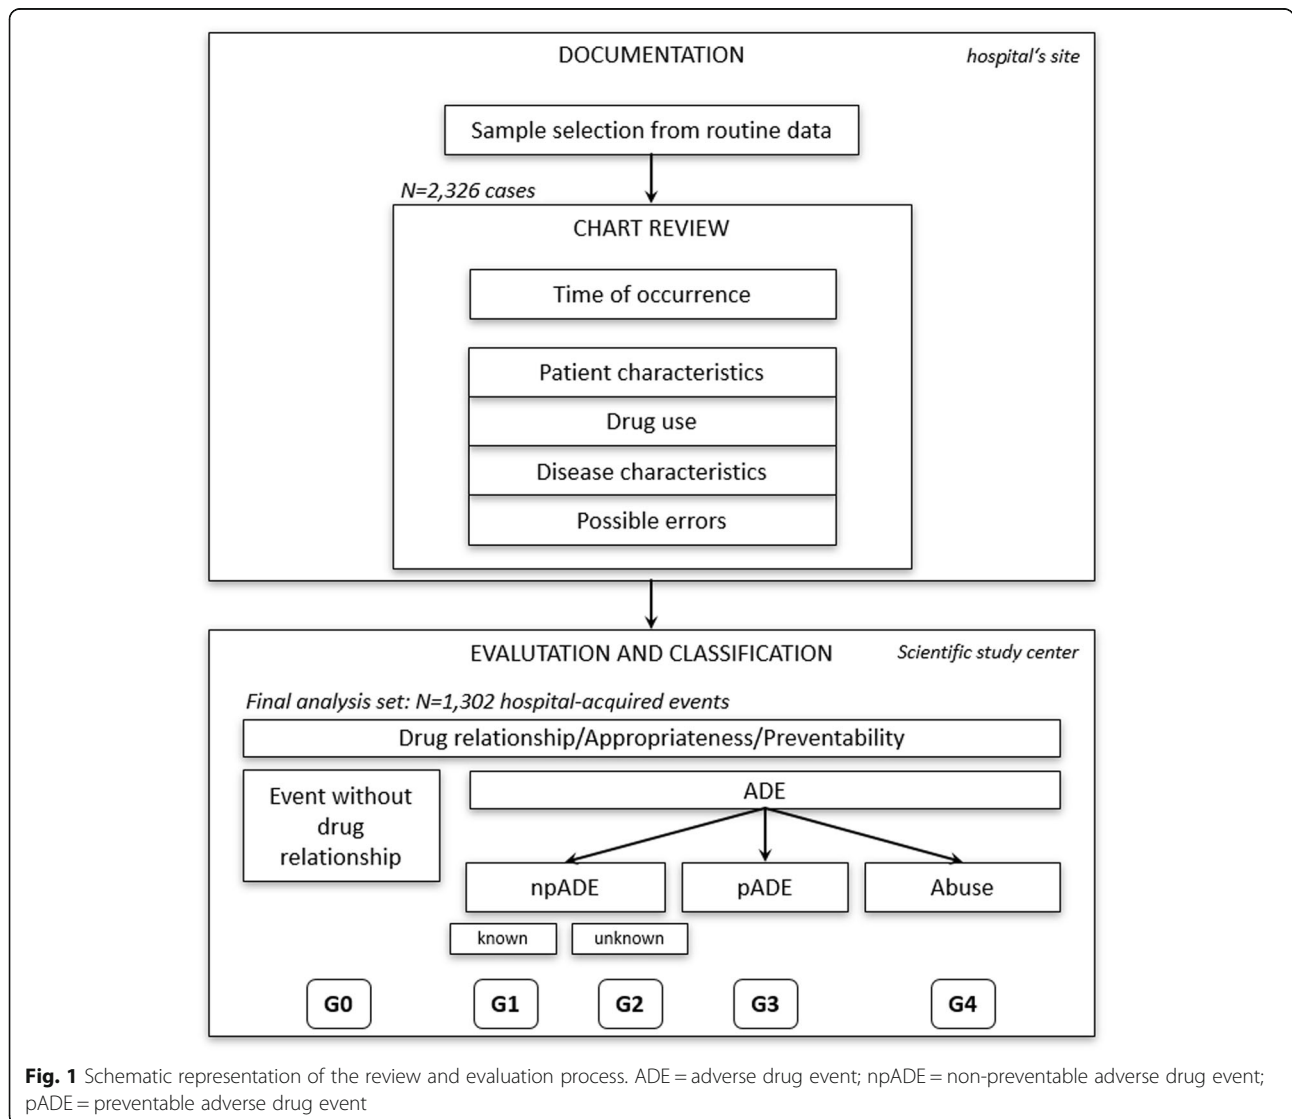 DOCUMENTATION
hospital's site
Sample selection from routine data
N=2,326 cases
CHART REVIEW
Time of occurrence
Patient characteristics
Drug use
Disease characteristics
Possible errors
EVALUTATION AND CLASSIFICATION
Scientific study center
Final analysis set: N=1,302 hospital-acquired events
Drug relationship/Appropriateness/Preventability
Event without
drug
relationship
ADE
npADE
pADE
Abuse
known
unknown
G0
G1
G2
G3
G4
Fig. 1 Schematic representation of the review and evaluation process. ADE = adverse drug event; npADE = non-preventable adverse drug event;
pADE = preventable adverse drug event